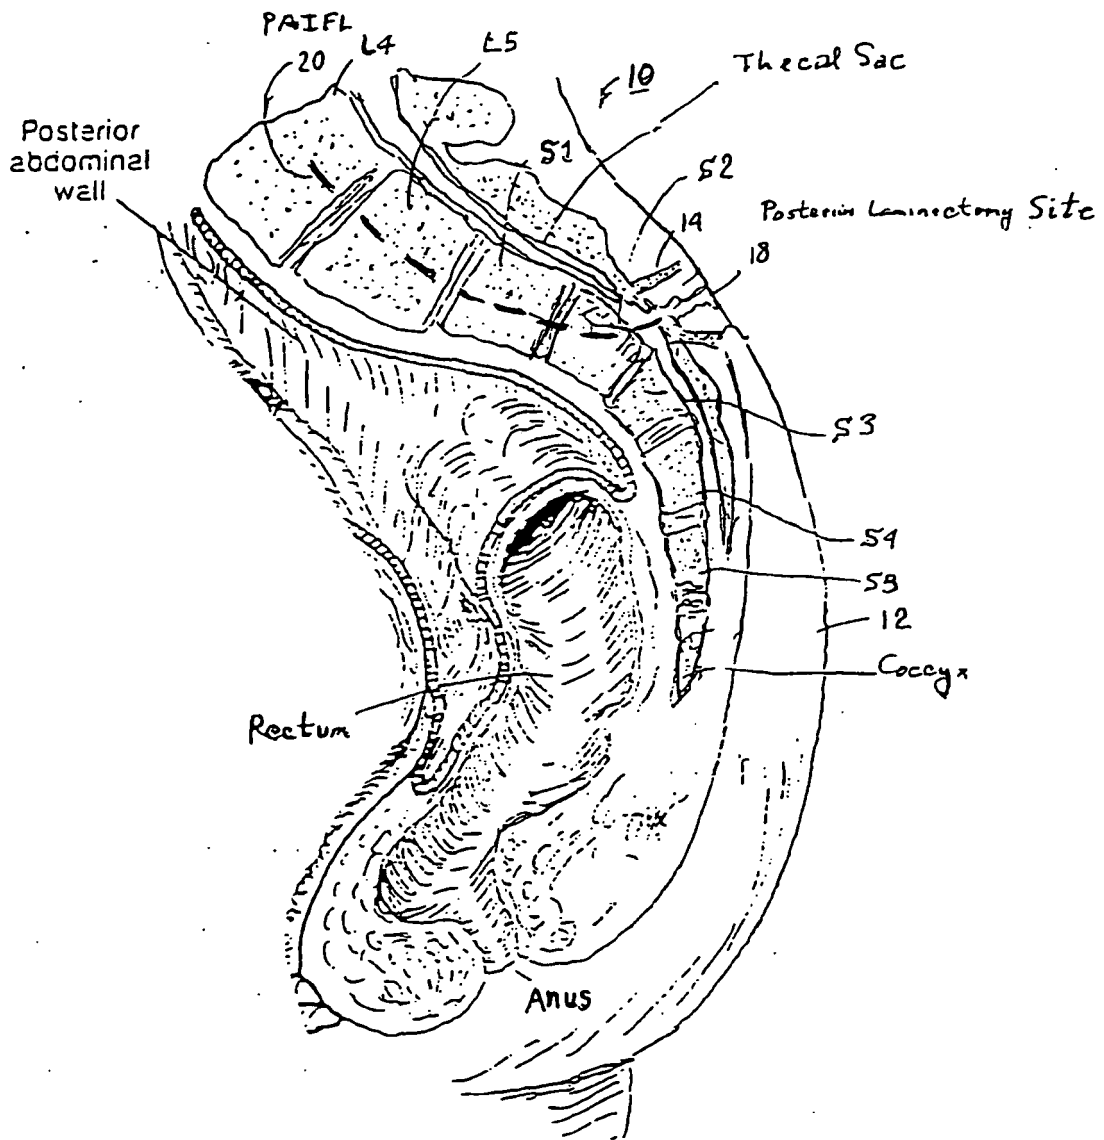 PAIFL
20
L4
L5
Thecal Sac
10
Posterior
abdominal
wall
S1
S2
14
Posterior Laminectomy Site
18
S3
S4
S5
12
Coccyx
Rectum
Anus